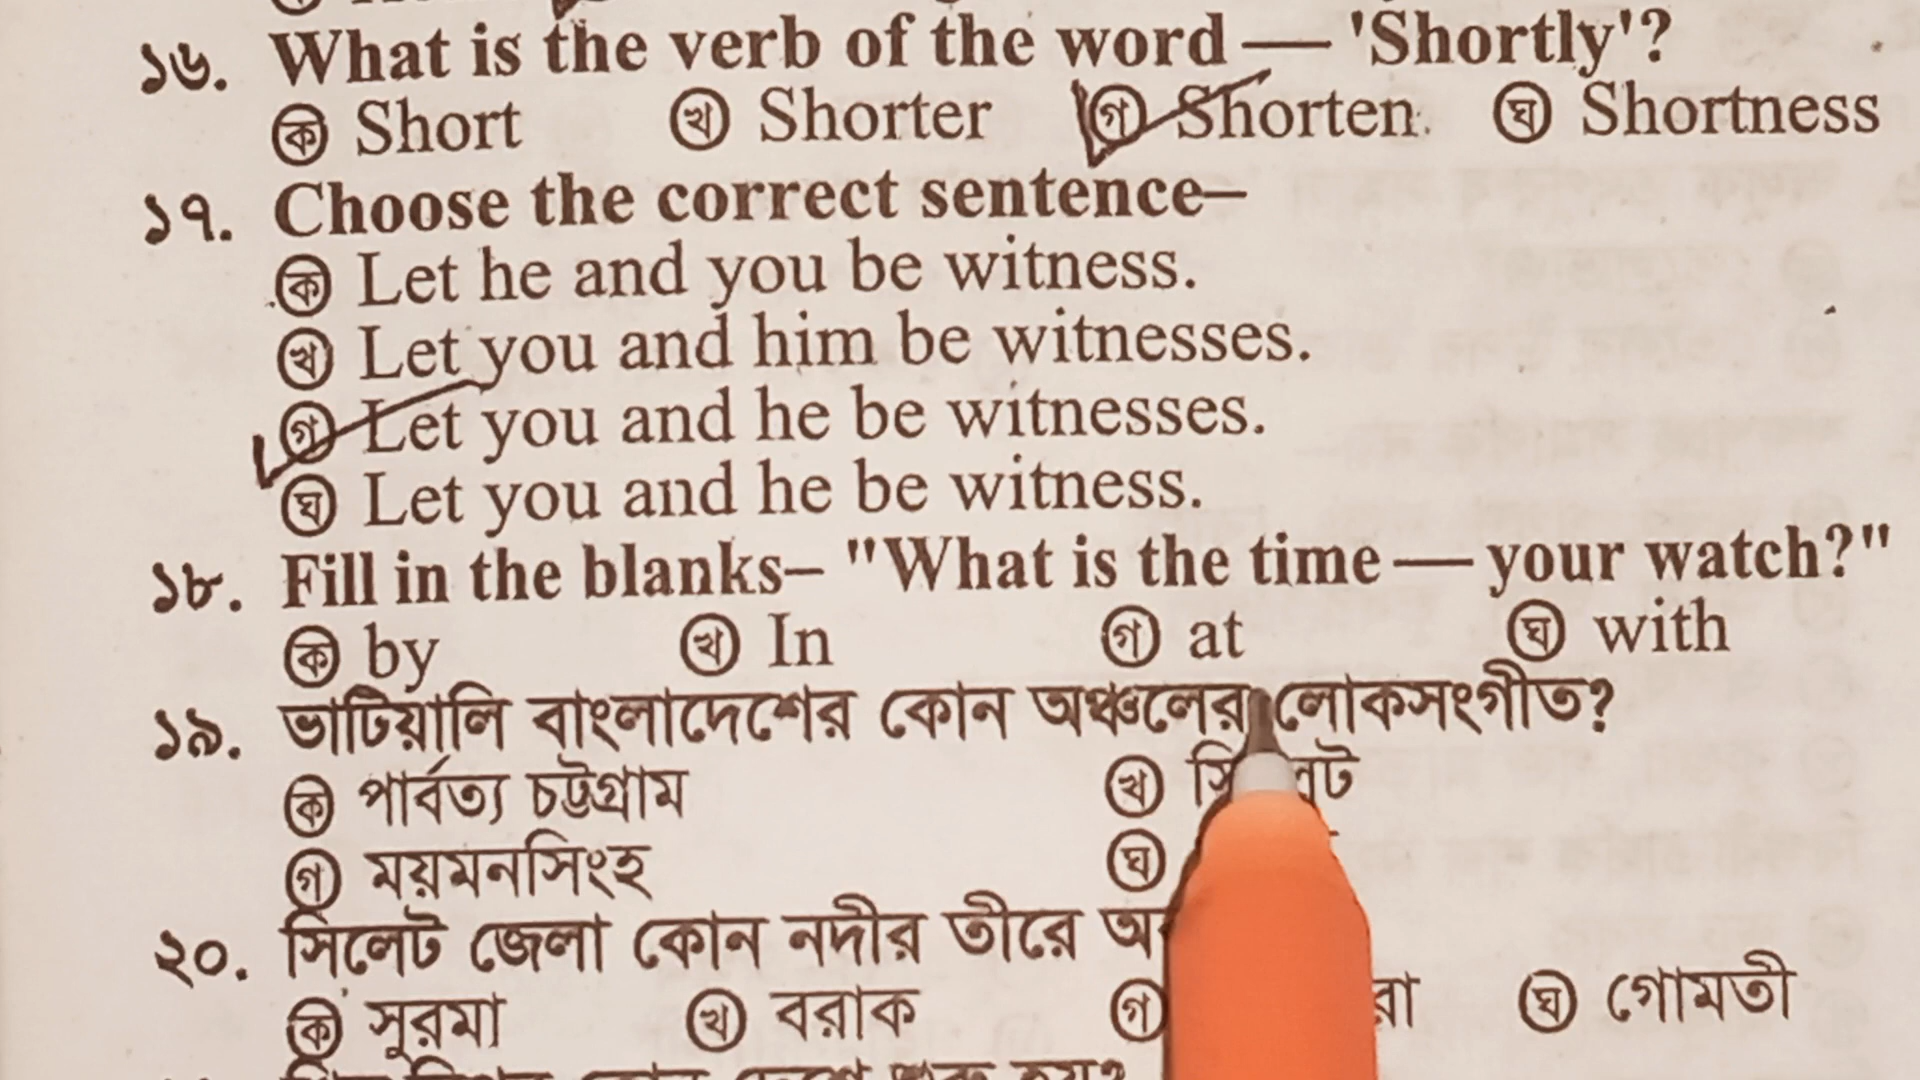 ১৬. What is the verb of the word — 'Shortly'?
ক Short খ Shorter গ Shorten ঘ Shortness
১৭. Choose the correct sentence–
ক Let he and you be witness.
খ Let you and him be witnesses.
গ Let you and he be witnesses.
ঘ Let you and he be witness.
১৮. Fill in the blanks– "What is the time — your watch?"
ক by খ In গ at ঘ with
১৯. ভাটিয়ালি বাংলাদেশের কোন অঞ্চলের লোকসংগীত?
ক পার্বত্য চট্টগ্রাম খ
গ ময়মনসিংহ ঘ
২০. সিলেট জেলা কোন নদীর তীরে
ক সুরমা খ বরাক গ ঘ গোমতী